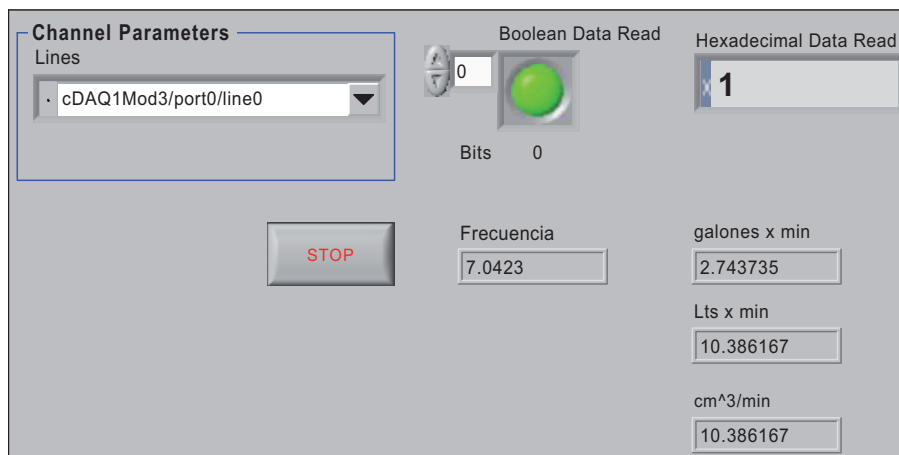 Channel Parameters
Lines
cDAQ1Mod3/port0/line0
Boolean Data Read
0
Bits 0
Hexadecimal Data Read
x 1
STOP
Frecuencia
7.0423
galones x min
2.743735
Lts x min
10.386167
cm^3/min
10.386167